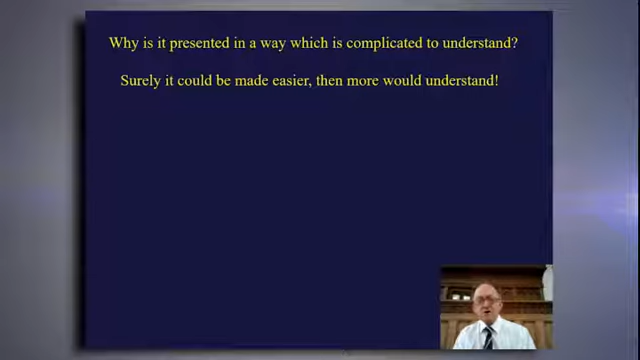 Why is it presented in a way which is complicated to understand?
Surely it could be made easier, then more would understand!